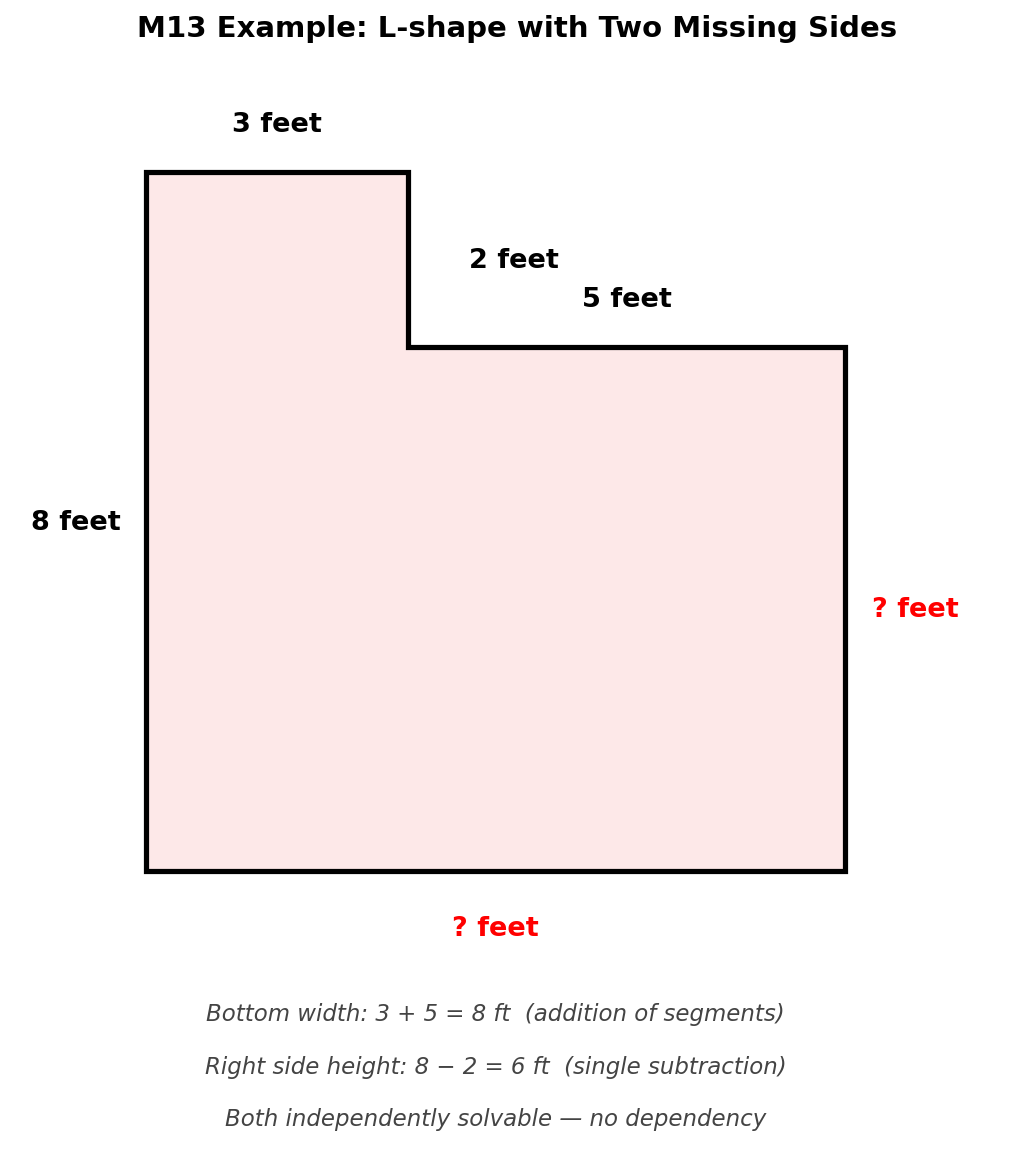 M13 Example: L-shape with Two Missing Sides
3 feet
2 feet
5 feet
8 feet
? feet
? feet
Bottom width: 3 + 5 = 8 ft  (addition of segments)
Right side height: 8 − 2 = 6 ft  (single subtraction)
Both independently solvable — no dependency